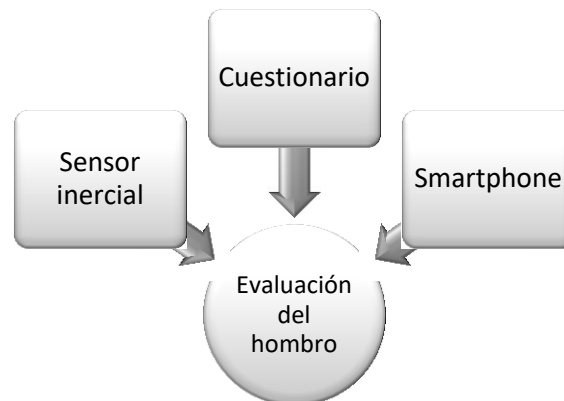 Cuestionario
Sensor
inercial
Smartphone
Evaluación
del
hombro